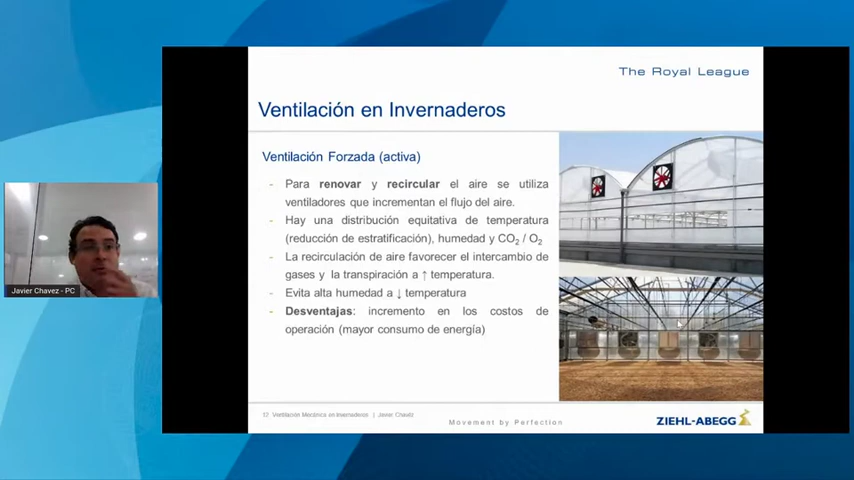 The Royal League
Ventilación en Invernaderos
Ventilación Forzada (activa)
- Para renovar y recircular el aire se utiliza
ventiladores que incrementan el flujo del aire.
- Hay una distribución equitativa de temperatura
(reducción de estratificación), humedad y CO₂ / O₂
- La recirculación de aire favorecer el intercambio de
gases y la transpiración a ↑ temperatura.
- Evita alta humedad a ↓ temperatura
- Desventajas: incremento en los costos de
operación (mayor consumo de energía)
Javier Chavez - PC
17 Ventilación Mecánica en Invernaderos | Javier Chavez
Movement by Perfection
ZIEHL-ABEGG